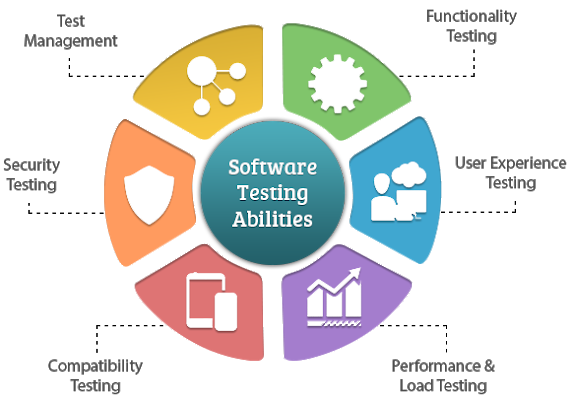 Test
Management
Functionality
Testing
Security
Testing
Software
Testing
Abilities
User Experience
Testing
Compatibility
Testing
Performance &
Load Testing